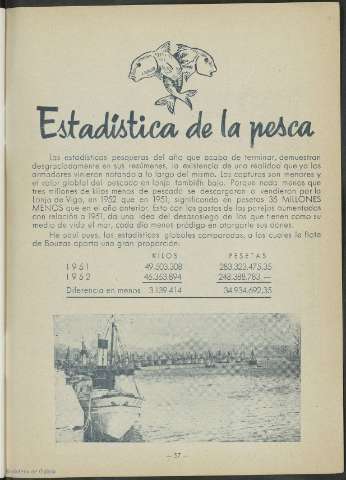 Estadística de la pesca
Las estadísticas pesqueras del año que acaba de terminar, demuestran
desgraciadamente en sus resúmenes, la existencia de una realidad que ya los
armadores vinieron notando a lo largo del mismo. Las capturas son menores y
el valor global del pescado en lonja también bajo. Porque nada menos que
tres millones de kilos menos de pescado se descargaron o vendieron por la
Lonja de Vigo, en 1952 que en 1951, significando en pesetas 35 MILLONES
MENOS que en el año anterior. Esto con los gastos de las parejas aumentados
con relación a 1951, da una idea del desasosiego de los que tienen como su
medio de vida el mar, cada día menos pródigo en otorgarle sus dones.
He aquí pues, las estadísticas globales comparadas, a las cuales la flota
de Bouzas aporta una gran proporción.
KILOS PESETAS
1951 49.503.308 283.323.475,35
1952 46.363.894 248.388.783,—
Diferencia en menos 3.139.414 34.934.692,35
— 37 —
Biblioteca de Galicia